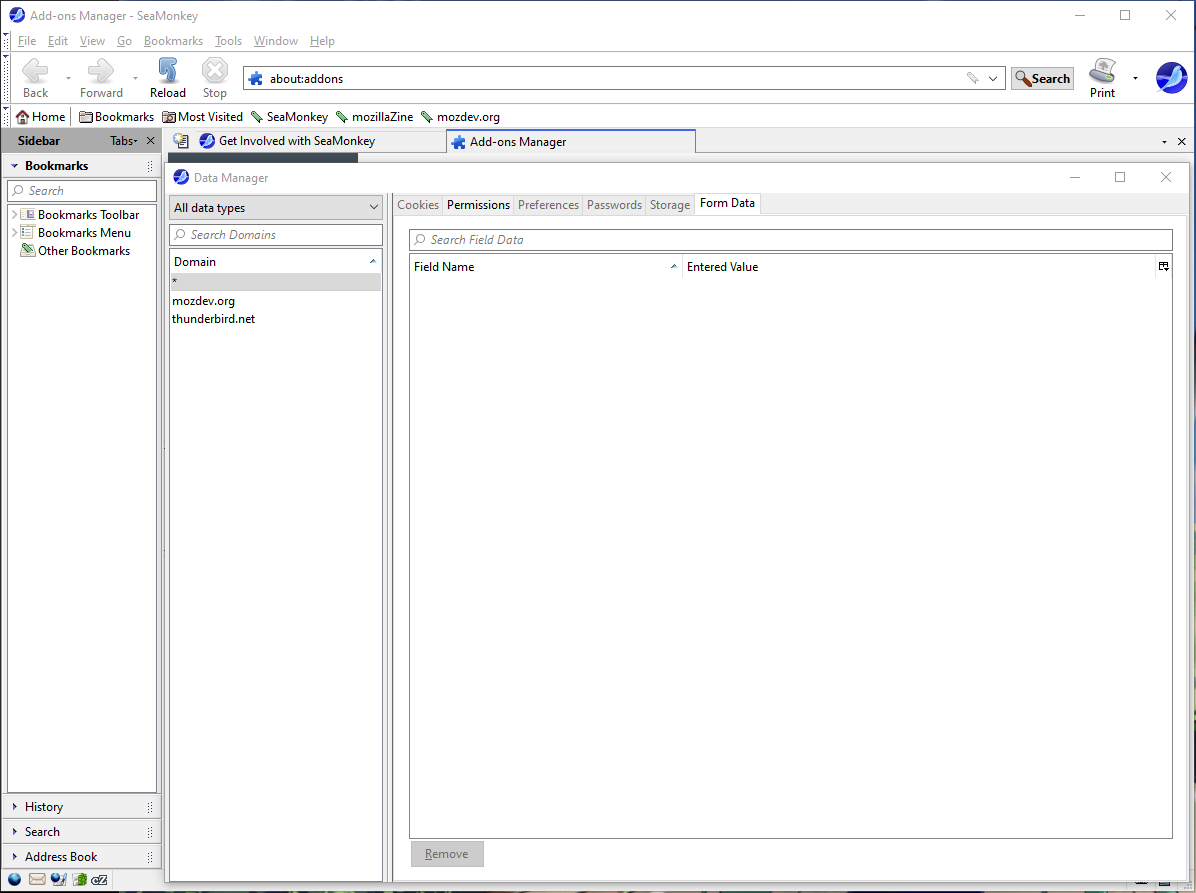 Add-ons Manager - SeaMonkey
File Edit View Go Bookmarks Tools Window Help
Back Forward Reload Stop about:addons Search Print
Home Bookmarks Most Visited SeaMonkey mozillaZine mozdev.org
Sidebar Tabs Get Involved with SeaMonkey Add-ons Manager
Bookmarks
Search
Bookmarks Toolbar
Bookmarks Menu
Other Bookmarks
History
Search
Address Book
cZ
Data Manager
All data types
Search Domains
Domain
*
mozdev.org
thunderbird.net
Cookies Permissions Preferences Passwords Storage Form Data
Search Field Data
Field Name Entered Value
Remove